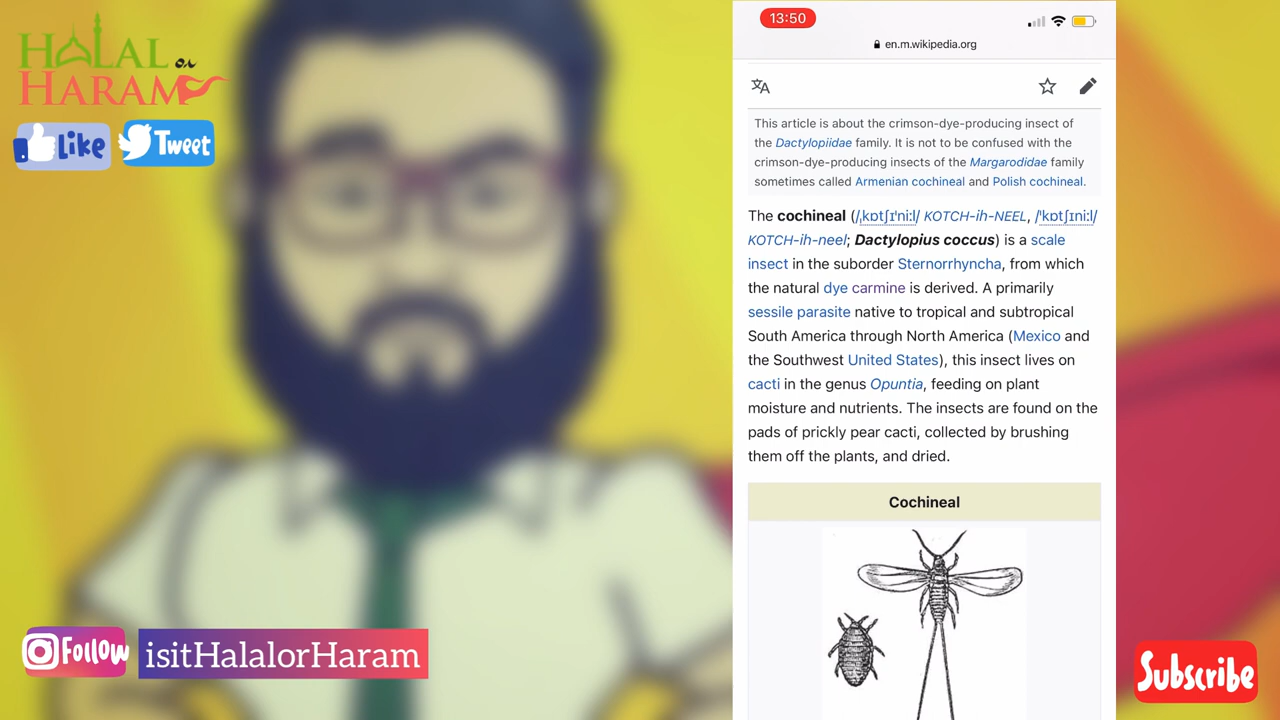 HALAL or
HARAM
Like
Tweet
13:50
en.m.wikipedia.org
This article is about the crimson-dye-producing insect of
the Dactylopiidae family. It is not to be confused with the
crimson-dye-producing insects of the Margarodidae family
sometimes called Armenian cochineal and Polish cochineal.
The cochineal (/ˌkɒtʃɪˈniːl/ KOTCH-ih-NEEL, /ˈkɒtʃɪniːl/
KOTCH-ih-neel; Dactylopius coccus) is a scale
insect in the suborder Sternorrhyncha, from which
the natural dye carmine is derived. A primarily
sessile parasite native to tropical and subtropical
South America through North America (Mexico and
the Southwest United States), this insect lives on
cacti in the genus Opuntia, feeding on plant
moisture and nutrients. The insects are found on the
pads of prickly pear cacti, collected by brushing
them off the plants, and dried.
Cochineal
Follow
isitHalalorHaram
Subscribe